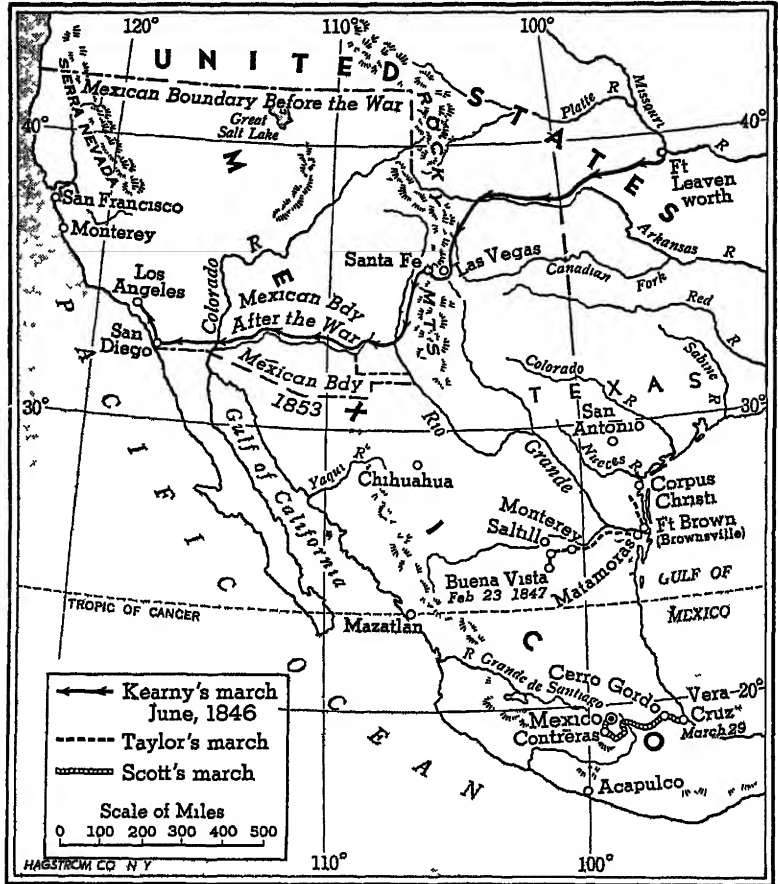 120°
110°
100°
UNITED STATES
Mexican Boundary Before the War
SIERRA NEVADA
Great
Salt Lake
ROCKY MTS
Platte R
Missouri R
40°
40°
Ft
Leaven
worth
San Francisco
Monterey
MEXICO
Colorado R
Santa Fe
Las Vegas
Arkansas R
Canadian Fork
Red R
Los
Angeles
San
Diego
Mexican Bdy
After the War
Mexican Bdy
1853
Colorado R
Sabine R
TEXAS
San
Antonio
30°
30°
Rio Grande
Nueces R
Corpus
Christi
Ft Brown
(Brownsville)
PACIFIC OCEAN
Gulf of California
Yaqui R
Chihuahua
Monterey
Saltillo
Buena Vista
Feb 23 1847
Matamoras
GULF OF
MEXICO
TROPIC OF CANCER
Mazatlan
R Grande de Santiago
Cerro Gordo
Vera
Cruz
March 29
20°
Mexico
Contreras
Acapulco
Kearny's march
June, 1846
Taylor's march
Scott's march
Scale of Miles
0 100 200 300 400 500
HAGSTROM CO N Y
110°
100°